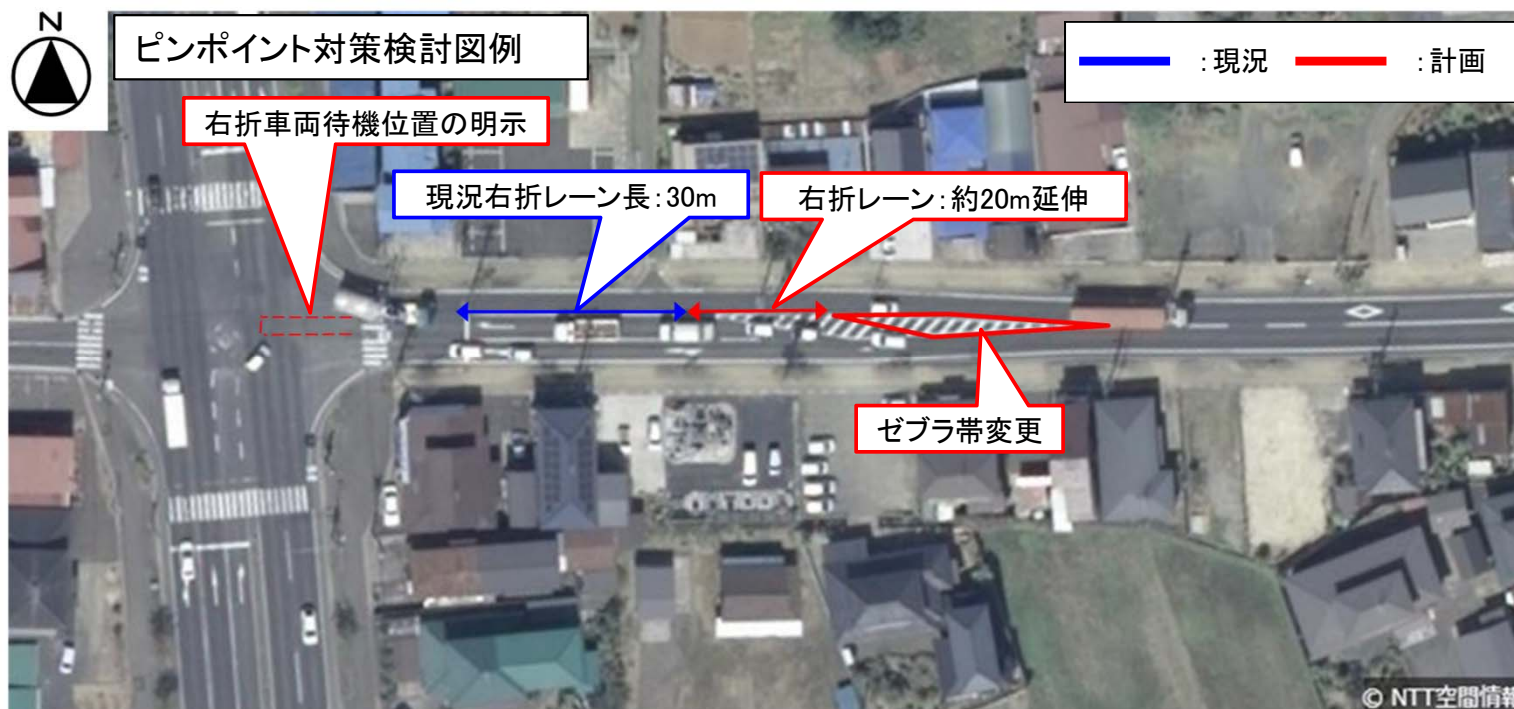 N
ピンポイント対策検討図例
:現況
:計画
右折車両待機位置の明示
現況右折レーン長:30m
右折レーン:約20m延伸
ゼブラ帯変更
© NTT空間情報